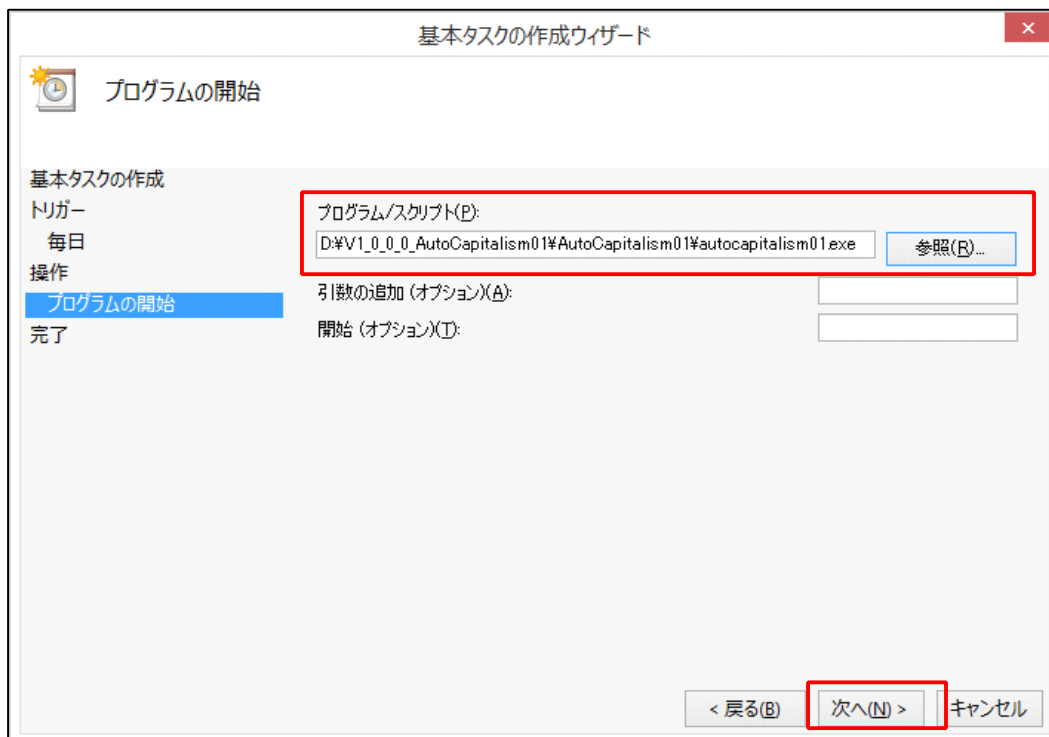 基本タスクの作成ウィザード
プログラムの開始
基本タスクの作成
トリガー
毎日
操作
プログラムの開始
完了
プログラム/スクリプト(P):
D:¥V1_0_0_0_AutoCapitalism01¥AutoCapitalism01¥autocapitalism01.exe
参照(R)...
引数の追加 (オプション)(A):
開始 (オプション)(T):
< 戻る(B)
次へ(N) >
キャンセル